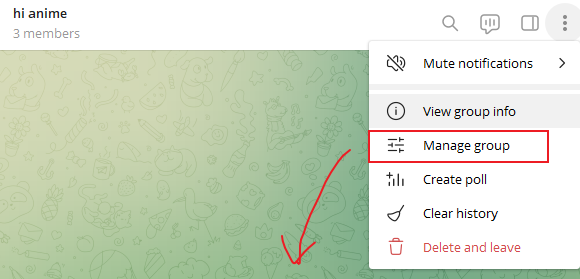 hi anime
3 members
Mute notifications
View group info
Manage group
Create poll
Clear history
Delete and leave